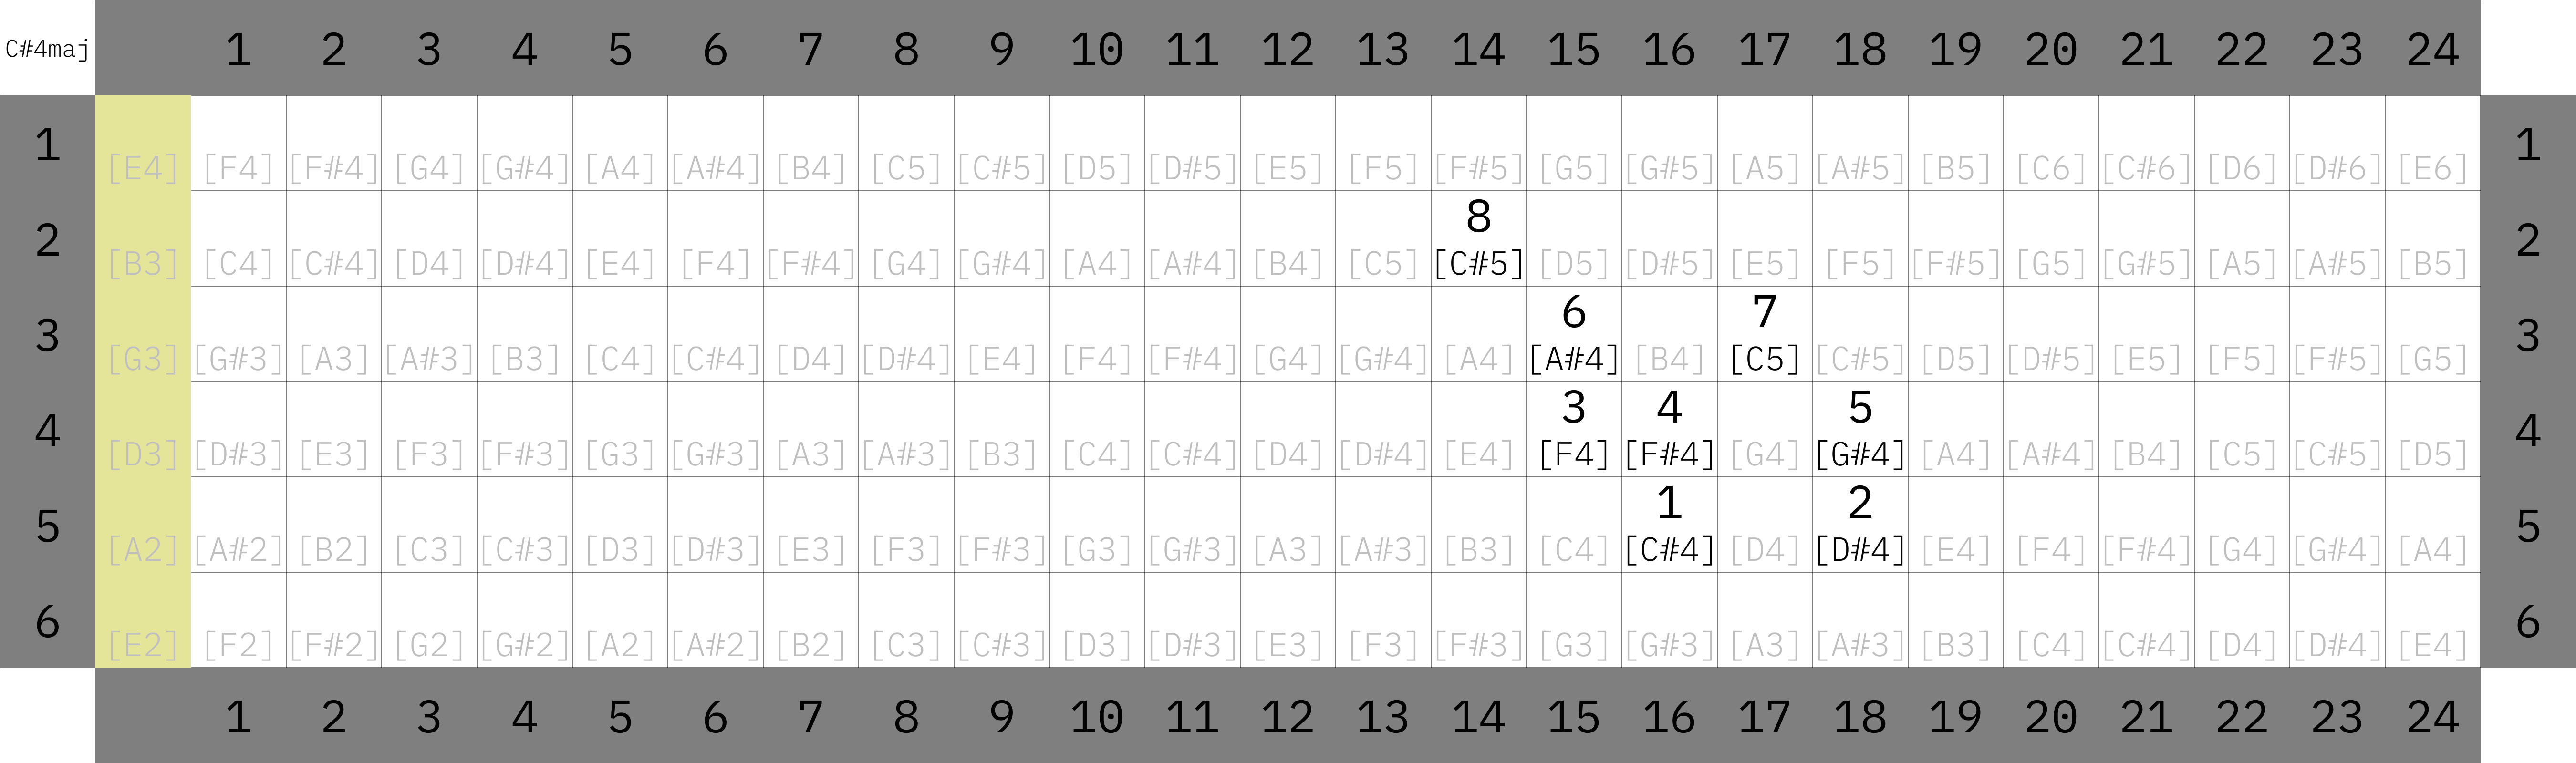 C#4maj 1 2 3 4 5 6 7 8 9 10 11 12 13 14 15 16 17 18 19 20 21 22 23 24
1 [E4] [F4] [F#4] [G4] [G#4] [A4] [A#4] [B4] [C5] [C#5] [D5] [D#5] [E5] [F5] [F#5] [G5] [G#5] [A5] [A#5] [B5] [C6] [C#6] [D6] [D#6] [E6] 1
8
2 [B3] [C4] [C#4] [D4] [D#4] [E4] [F4] [F#4] [G4] [G#4] [A4] [A#4] [B4] [C5] [C#5] [D5] [D#5] [E5] [F5] [F#5] [G5] [G#5] [A5] [A#5] [B5] 2
6 7
3 [G3] [G#3] [A3] [A#3] [B3] [C4] [C#4] [D4] [D#4] [E4] [F4] [F#4] [G4] [G#4] [A4] [A#4] [B4] [C5] [C#5] [D5] [D#5] [E5] [F5] [F#5] [G5] 3
3 4 5
4 [D3] [D#3] [E3] [F3] [F#3] [G3] [G#3] [A3] [A#3] [B3] [C4] [C#4] [D4] [D#4] [E4] [F4] [F#4] [G4] [G#4] [A4] [A#4] [B4] [C5] [C#5] [D5] 4
1 2
5 [A2] [A#2] [B2] [C3] [C#3] [D3] [D#3] [E3] [F3] [F#3] [G3] [G#3] [A3] [A#3] [B3] [C4] [C#4] [D4] [D#4] [E4] [F4] [F#4] [G4] [G#4] [A4] 5
6 [E2] [F2] [F#2] [G2] [G#2] [A2] [A#2] [B2] [C3] [C#3] [D3] [D#3] [E3] [F3] [F#3] [G3] [G#3] [A3] [A#3] [B3] [C4] [C#4] [D4] [D#4] [E4] 6
1 2 3 4 5 6 7 8 9 10 11 12 13 14 15 16 17 18 19 20 21 22 23 24